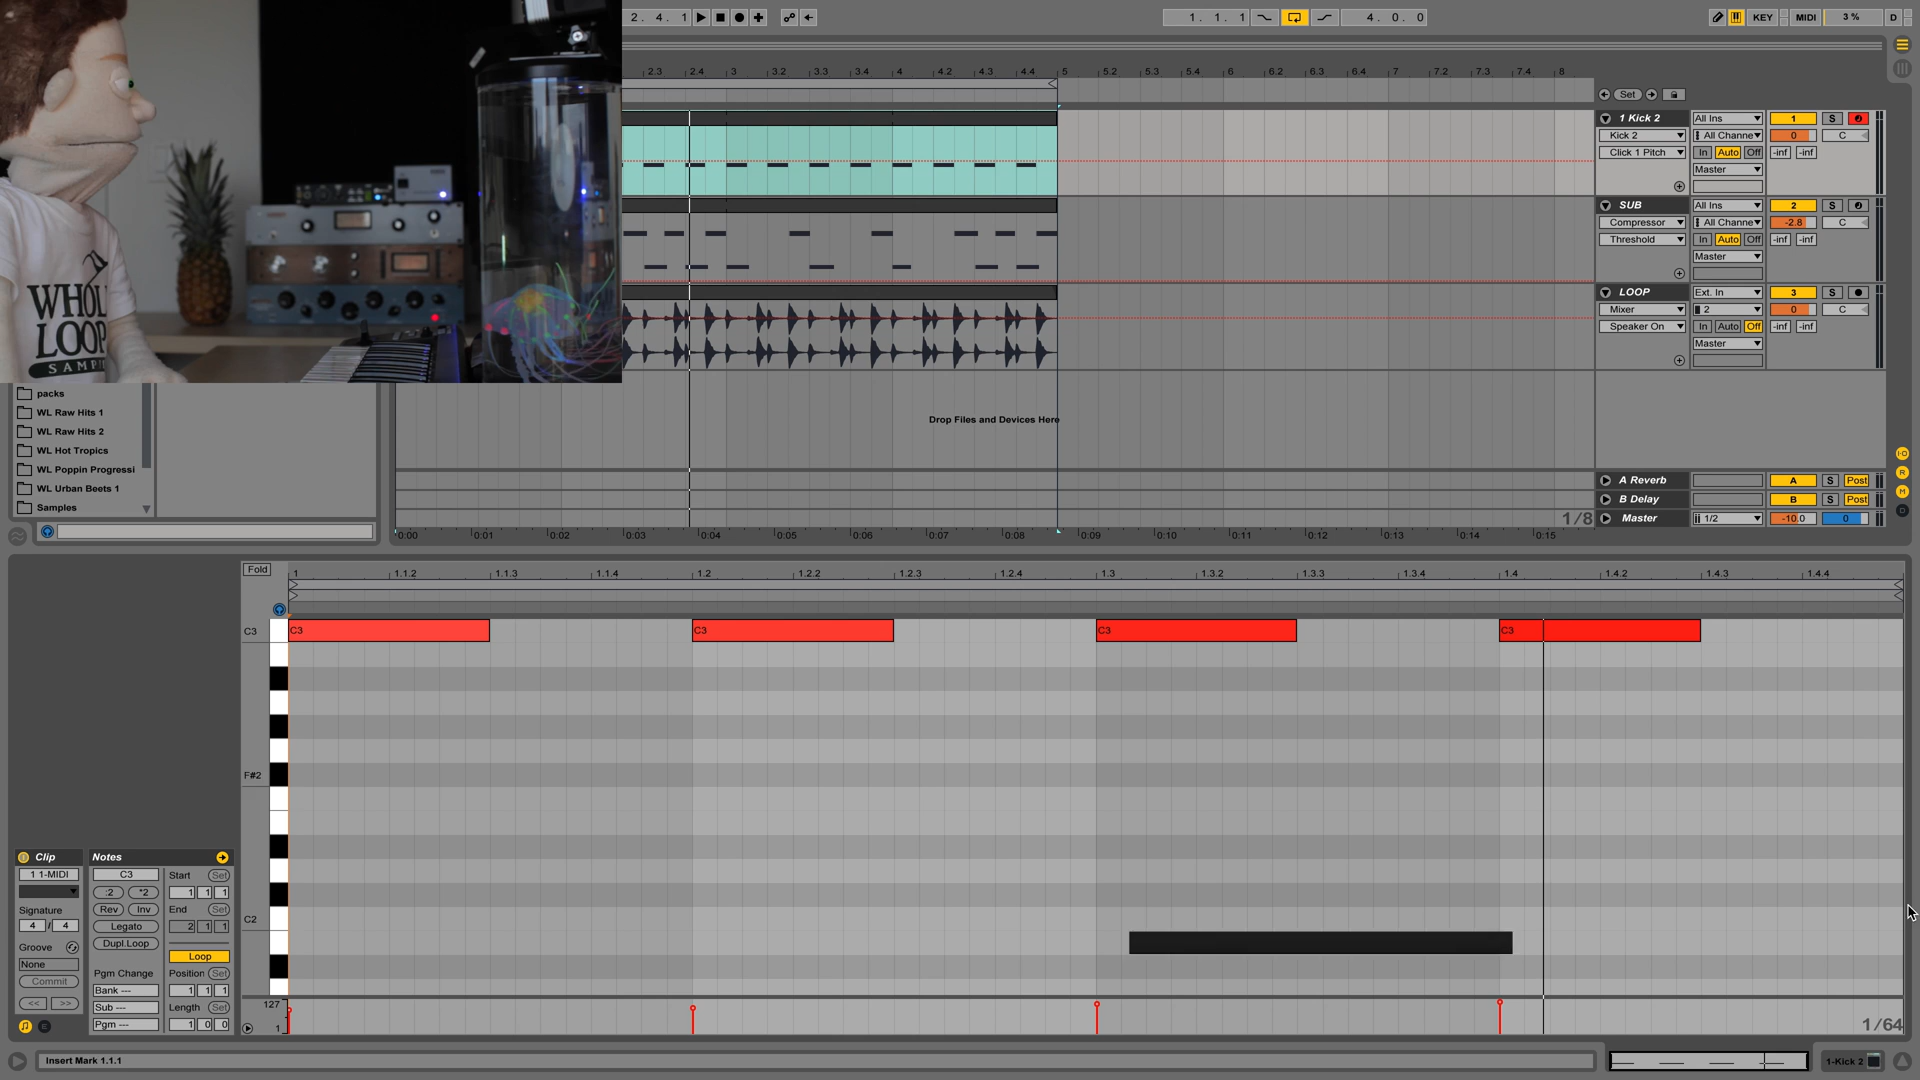 2. 4. 1
1. 1. 1
4. 0. 0
KEY
MIDI
3 %
D
2.3 2.4 3 3.2 3.3 3.4 4 4.2 4.3 4.4 5 5.2 5.3 5.4 6 6.2 6.3 6.4 7 7.2 7.3 7.4 8
Set
1 Kick 2 All Ins 1 S
Kick 2 All Channe 0 C
Click 1 Pitch In Auto Off -inf -inf
Master
SUB All Ins 2 S
Compressor All Channe -2.8 C
Threshold In Auto Off -inf -inf
Master
LOOP Ext. In 3 S
Mixer 2 0 C
Speaker On In Auto Off -inf -inf
Master
WHOL
LOOP
SAMP
packs
WL Raw Hits 1
WL Raw Hits 2
WL Hot Tropics
WL Poppin Progressi
WL Urban Beats 1
Samples
Drop Files and Devices Here
A Reverb A S Post
B Delay B S Post
1/8
Master 1/2 -10.0 0
0:00 0:01 0:02 0:03 0:04 0:05 0:06 0:07 0:08 0:09 0:10 0:11 0:12 0:13 0:14 0:15
Fold
1 1.1.2 1.1.3 1.1.4 1.2 1.2.2 1.2.3 1.2.4 1.3 1.3.2 1.3.3 1.3.4 1.4 1.4.2 1.4.3 1.4.4
C3 C3 C3 C3 C3
F#2
C2
127
1
1/64
Clip
1 1-MIDI
Signature
4 / 4
Groove
None
Commit
<< >>
Notes
C3
:2 *2
Rev Inv
Legato
Dupl.Loop
Pgm Change
Bank ---
Sub ---
Pgm ---
Start Set
1 1 1
End Set
2 1 1
Loop
Position Set
1 1 1
Length Set
1 0 0
Insert Mark 1.1.1
1-Kick 2